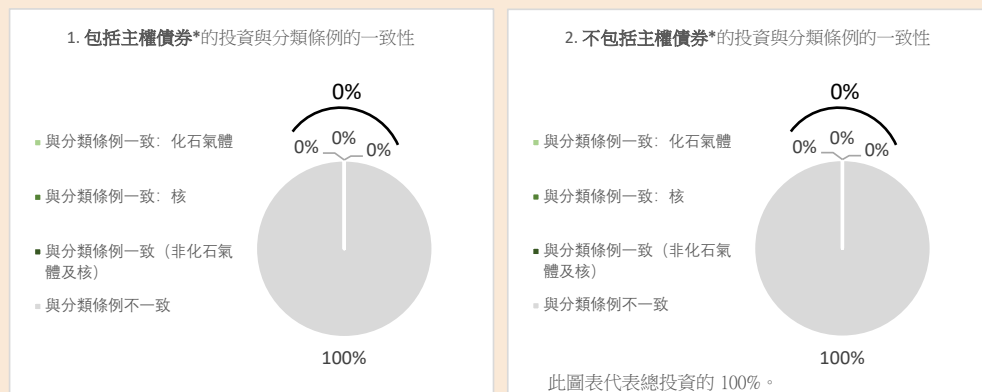 1. 包括主權債券*的投資與分類條例的一致性
0%
0%
0%
0%
與分類條例一致：化石氣體
與分類條例一致：核
與分類條例一致（非化石氣
體及核）
與分類條例不一致
100%
2. 不包括主權債券*的投資與分類條例的一致性
0%
0%
0%
0%
與分類條例一致：化石氣體
與分類條例一致：核
與分類條例一致（非化石氣
體及核）
與分類條例不一致
100%
此圖表代表總投資的 100%。